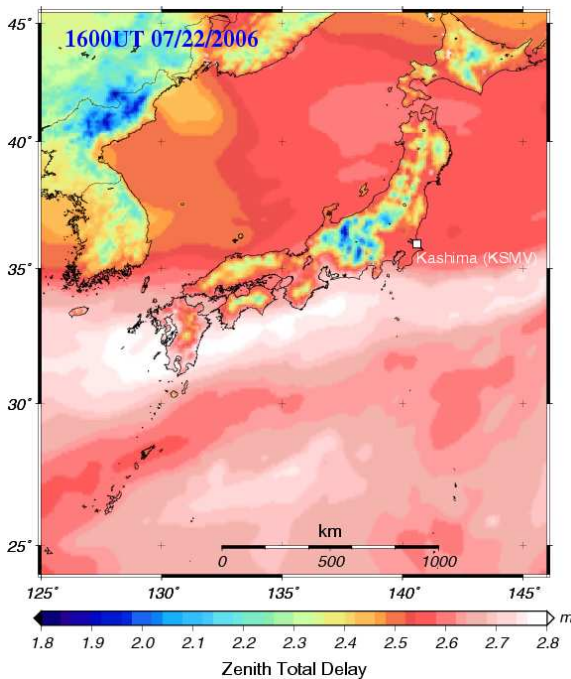 45°
1600UT 07/22/2006
40°
Kashima (KSMV)
35°
30°
km
0 500 1000
25°
125° 130° 135° 140° 145°
m
1.8 1.9 2.0 2.1 2.2 2.3 2.4 2.5 2.6 2.7 2.8
Zenith Total Delay